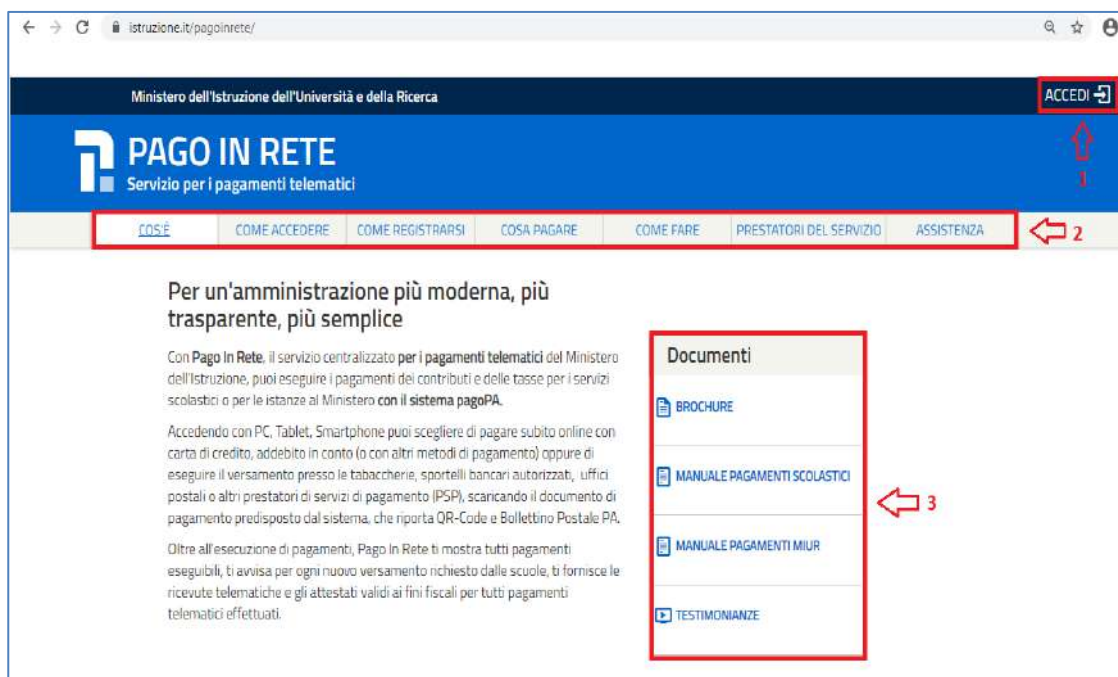 istruzione.it/pagoinrete/
Ministero dell'Istruzione dell'Università e della Ricerca
ACCEDI
1
PAGO IN RETE
Servizio per i pagamenti telematici
COS'È COME ACCEDERE COME REGISTRARSI COSA PAGARE COME FARE PRESTATORI DEL SERVIZIO ASSISTENZA
2
Per un'amministrazione più moderna, più
trasparente, più semplice
Con Pago In Rete, il servizio centralizzato per i pagamenti telematici del Ministero
dell'Istruzione, puoi eseguire i pagamenti dei contributi e delle tasse per i servizi
scolastici o per le istanze al Ministero con il sistema pagoPA.
Accedendo con PC, Tablet, Smartphone puoi scegliere di pagare subito online con
carta di credito, addebito in conto (o con altri metodi di pagamento) oppure di
eseguire il versamento presso le tabaccherie, sportelli bancari autorizzati, uffici
postali o altri prestatori di servizi di pagamento (PSP), scaricando il documento di
pagamento predisposto dal sistema, che riporta QR-Code e Bollettino Postale PA.
Oltre all'esecuzione di pagamenti, Pago In Rete ti mostra tutti pagamenti
eseguibili, ti avvisa per ogni nuovo versamento richiesto dalle scuole, ti fornisce le
ricevute telematiche e gli attestati validi ai fini fiscali per tutti pagamenti
telematici effettuati.
Documenti
BROCHURE
MANUALE PAGAMENTI SCOLASTICI
MANUALE PAGAMENTI MIUR
TESTIMONIANZE
3